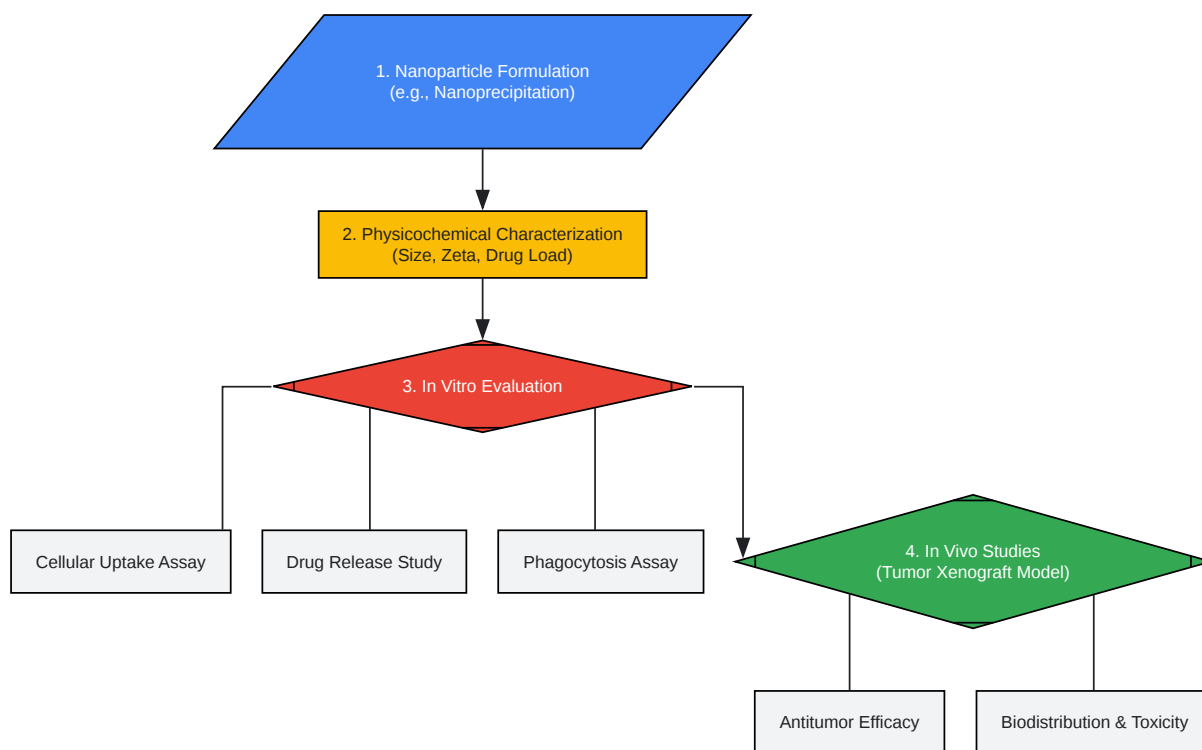 1. Nanoparticle Formulation
(e.g., Nanoprecipitation)
2. Physicochemical Characterization
(Size, Zeta, Drug Load)
3. In Vitro Evaluation
Cellular Uptake Assay
Drug Release Study
Phagocytosis Assay
4. In Vivo Studies
(Tumor Xenograft Model)
Antitumor Efficacy
Biodistribution & Toxicity